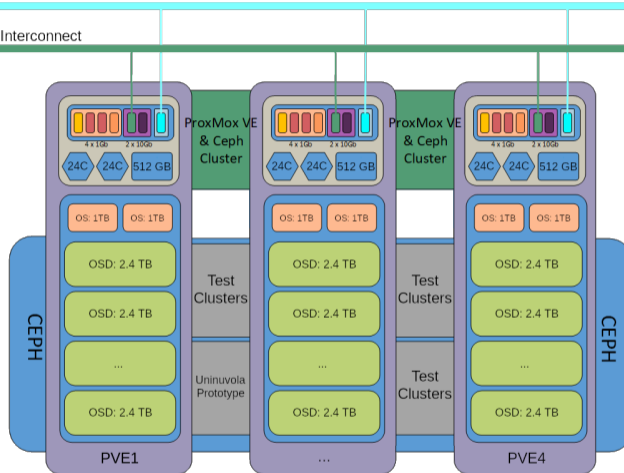 Interconnect
4 x 1Gb 2 x 10Gb
24C 24C 512 GB
OS: 1TB OS: 1TB
OSD: 2.4 TB
OSD: 2.4 TB
...
OSD: 2.4 TB
PVE1
ProxMox VE
& Ceph
Cluster
Test
Clusters
Uninuvola
Prototype
4 x 1Gb 2 x 10Gb
24C 24C 512 GB
OS: 1TB OS: 1TB
OSD: 2.4 TB
OSD: 2.4 TB
...
OSD: 2.4 TB
...
ProxMox VE
& Ceph
Cluster
Test
Clusters
Test
Clusters
4 x 1Gb 2 x 10Gb
24C 24C 512 GB
OS: 1TB OS: 1TB
OSD: 2.4 TB
OSD: 2.4 TB
...
OSD: 2.4 TB
PVE4
CEPH
CEPH